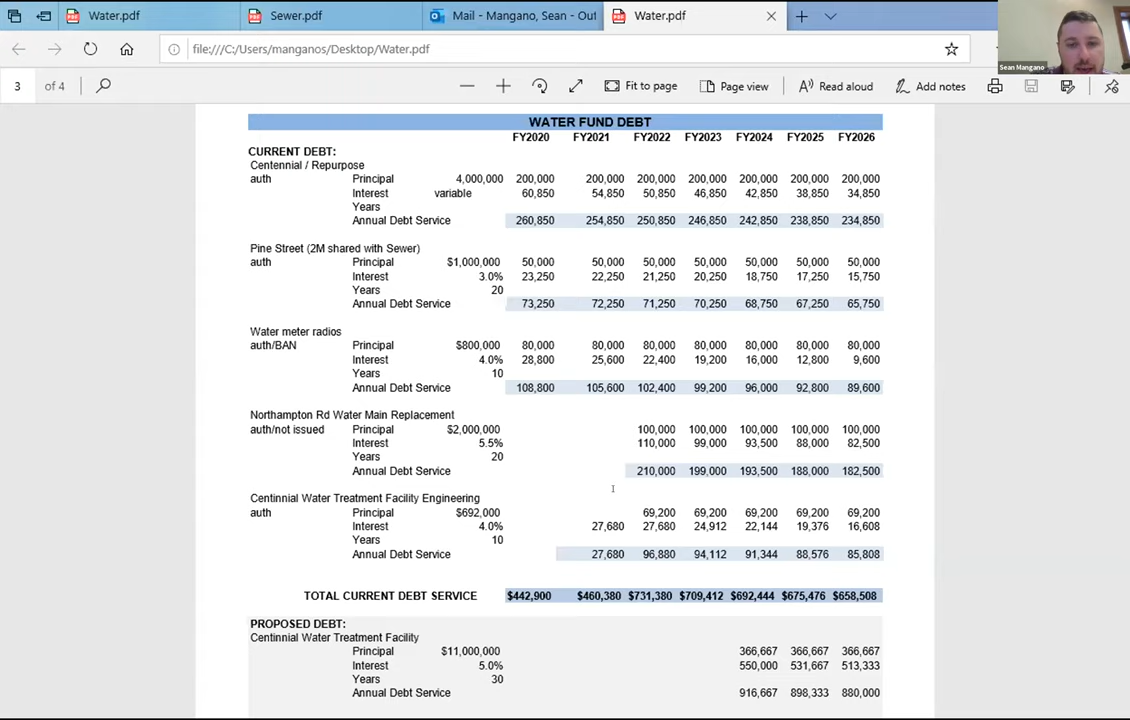 Water.pdf Sewer.pdf Mail - Mangano, Sean - Out Water.pdf
file:///C:/Users/manganos/Desktop/Water.pdf
Sean Mangano
3 of 4 Fit to page Page view Read aloud Add notes
WATER FUND DEBT
FY2020 FY2021 FY2022 FY2023 FY2024 FY2025 FY2026
CURRENT DEBT:
Centennial / Repurpose
auth Principal 4,000,000 200,000 200,000 200,000 200,000 200,000 200,000 200,000
Interest variable 60,850 54,850 50,850 46,850 42,850 38,850 34,850
Years
Annual Debt Service 260,850 254,850 250,850 246,850 242,850 238,850 234,850
Pine Street (2M shared with Sewer)
auth Principal $1,000,000 50,000 50,000 50,000 50,000 50,000 50,000 50,000
Interest 3.0% 23,250 22,250 21,250 20,250 18,750 17,250 15,750
Years 20
Annual Debt Service 73,250 72,250 71,250 70,250 68,750 67,250 65,750
Water meter radios
auth/BAN Principal $800,000 80,000 80,000 80,000 80,000 80,000 80,000 80,000
Interest 4.0% 28,800 25,600 22,400 19,200 16,000 12,800 9,600
Years 10
Annual Debt Service 108,800 105,600 102,400 99,200 96,000 92,800 89,600
Northampton Rd Water Main Replacement
auth/not issued Principal $2,000,000 100,000 100,000 100,000 100,000 100,000
Interest 5.5% 110,000 99,000 93,500 88,000 82,500
Years 20
Annual Debt Service 210,000 199,000 193,500 188,000 182,500
Centinnial Water Treatment Facility Engineering
auth Principal $692,000 69,200 69,200 69,200 69,200 69,200
Interest 4.0% 27,680 27,680 24,912 22,144 19,376 16,608
Years 10
Annual Debt Service 27,680 96,880 94,112 91,344 88,576 85,808
TOTAL CURRENT DEBT SERVICE $442,900 $460,380 $731,380 $709,412 $692,444 $675,476 $658,508
PROPOSED DEBT:
Centinnial Water Treatment Facility
Principal $11,000,000 366,667 366,667 366,667
Interest 5.0% 550,000 531,667 513,333
Years 30
Annual Debt Service 916,667 898,333 880,000